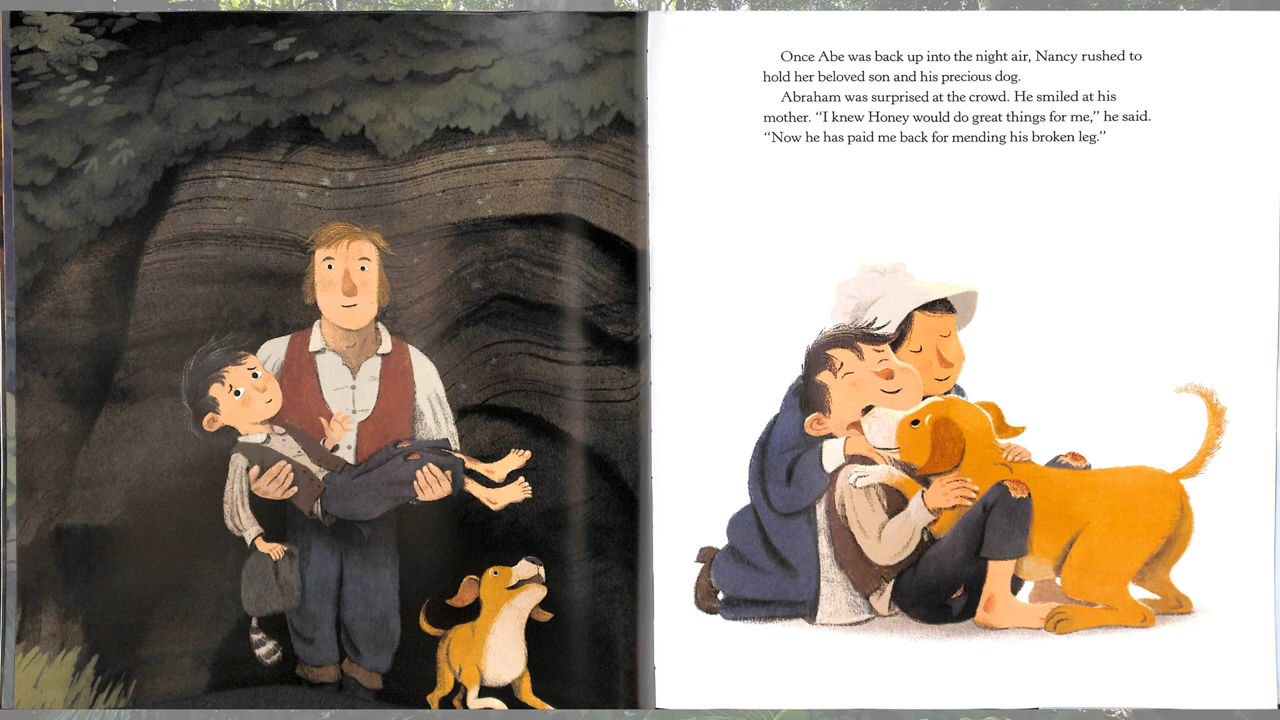 Once Abe was back up into the night air, Nancy rushed to
hold her beloved son and his precious dog.
Abraham was surprised at the crowd. He smiled at his
mother. “I knew Honey would do great things for me,” he said.
“Now he has paid me back for mending his broken leg.”